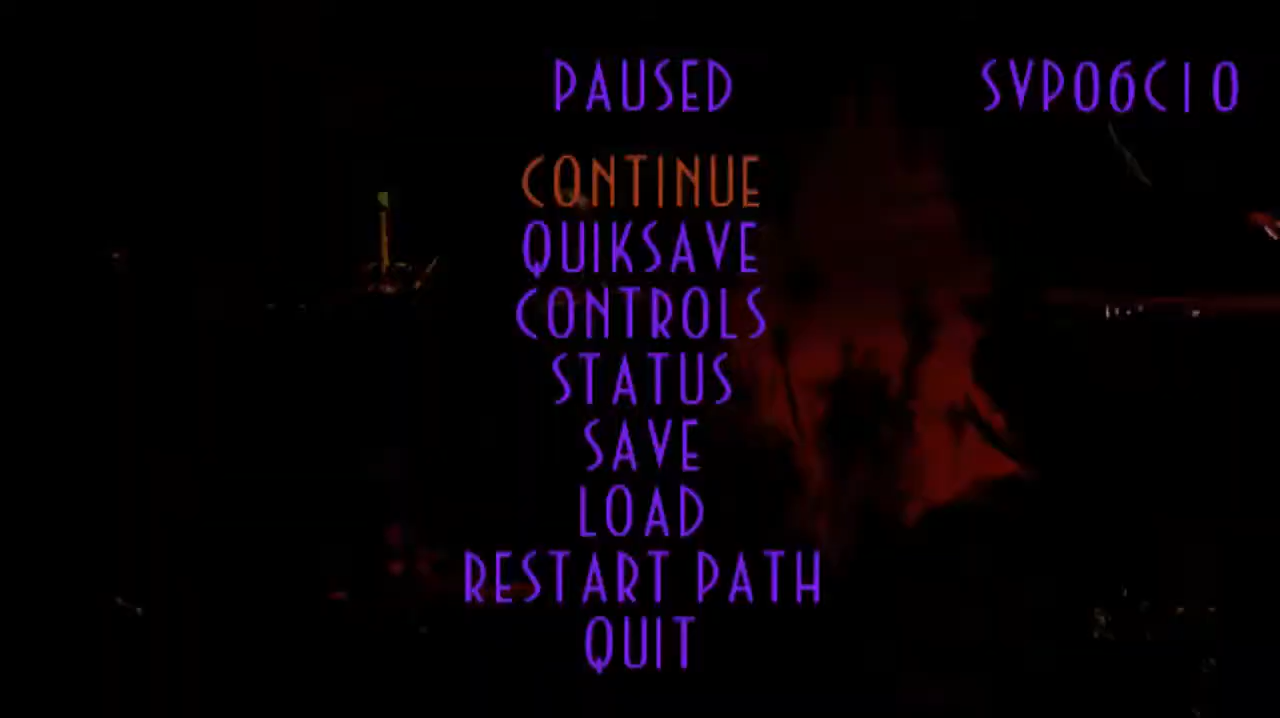 PAUSED
SVP06C10
CONTINUE
QUIKSAVE
CONTROLS
STATUS
SAVE
LOAD
RESTART PATH
QUIT